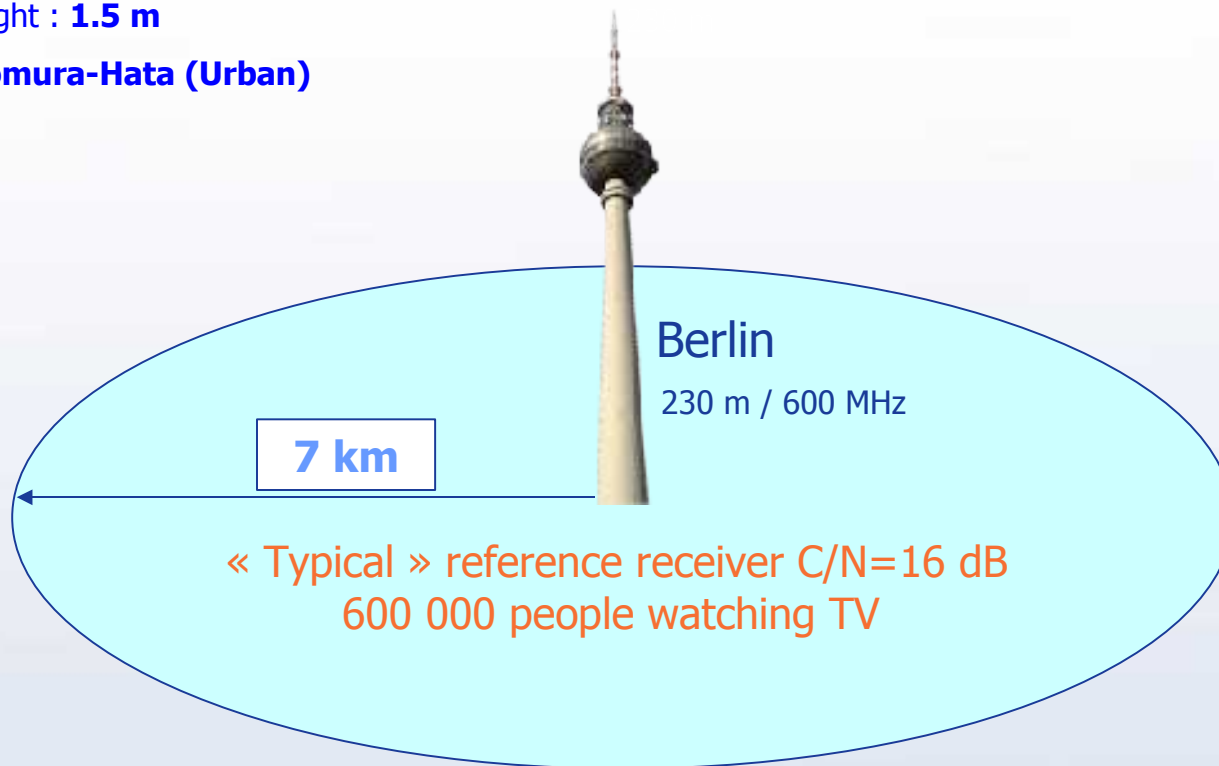 ght : 1.5 m
omura-Hata (Urban)
Berlin
230 m / 600 MHz
7 km
« Typical » reference receiver C/N=16 dB
600 000 people watching TV